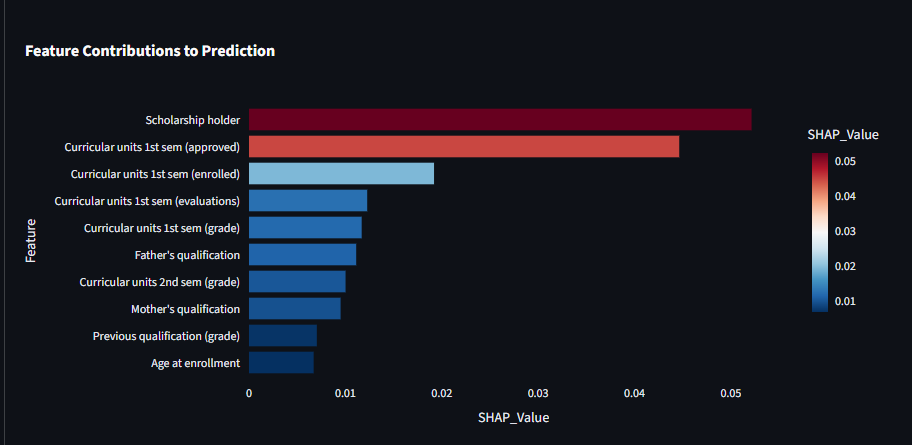 Feature Contributions to Prediction
Scholarship holder
Curricular units 1st sem (approved)
Curricular units 1st sem (enrolled)
Curricular units 1st sem (evaluations)
Curricular units 1st sem (grade)
Father's qualification
Curricular units 2nd sem (grade)
Mother's qualification
Previous qualification (grade)
Age at enrollment
Feature
0 0.01 0.02 0.03 0.04 0.05
SHAP_Value
SHAP_Value
0.05
0.04
0.03
0.02
0.01